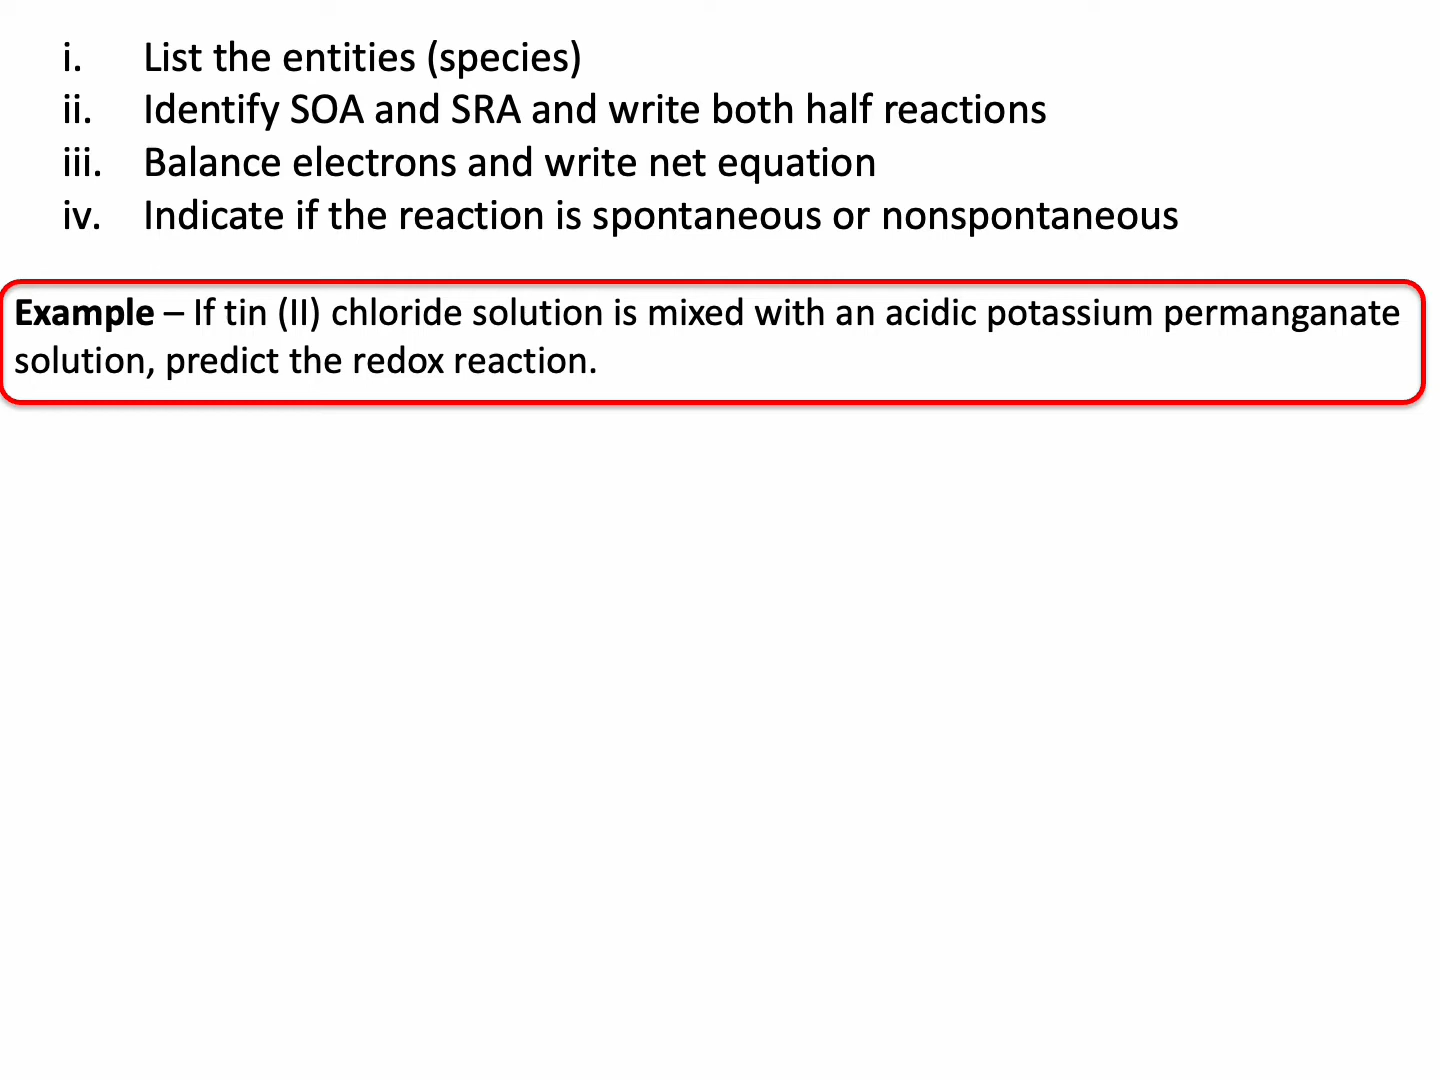 i. List the entities (species)
ii. Identify SOA and SRA and write both half reactions
iii. Balance electrons and write net equation
iv. Indicate if the reaction is spontaneous or nonspontaneous
Example – If tin (II) chloride solution is mixed with an acidic potassium permanganate
solution, predict the redox reaction.